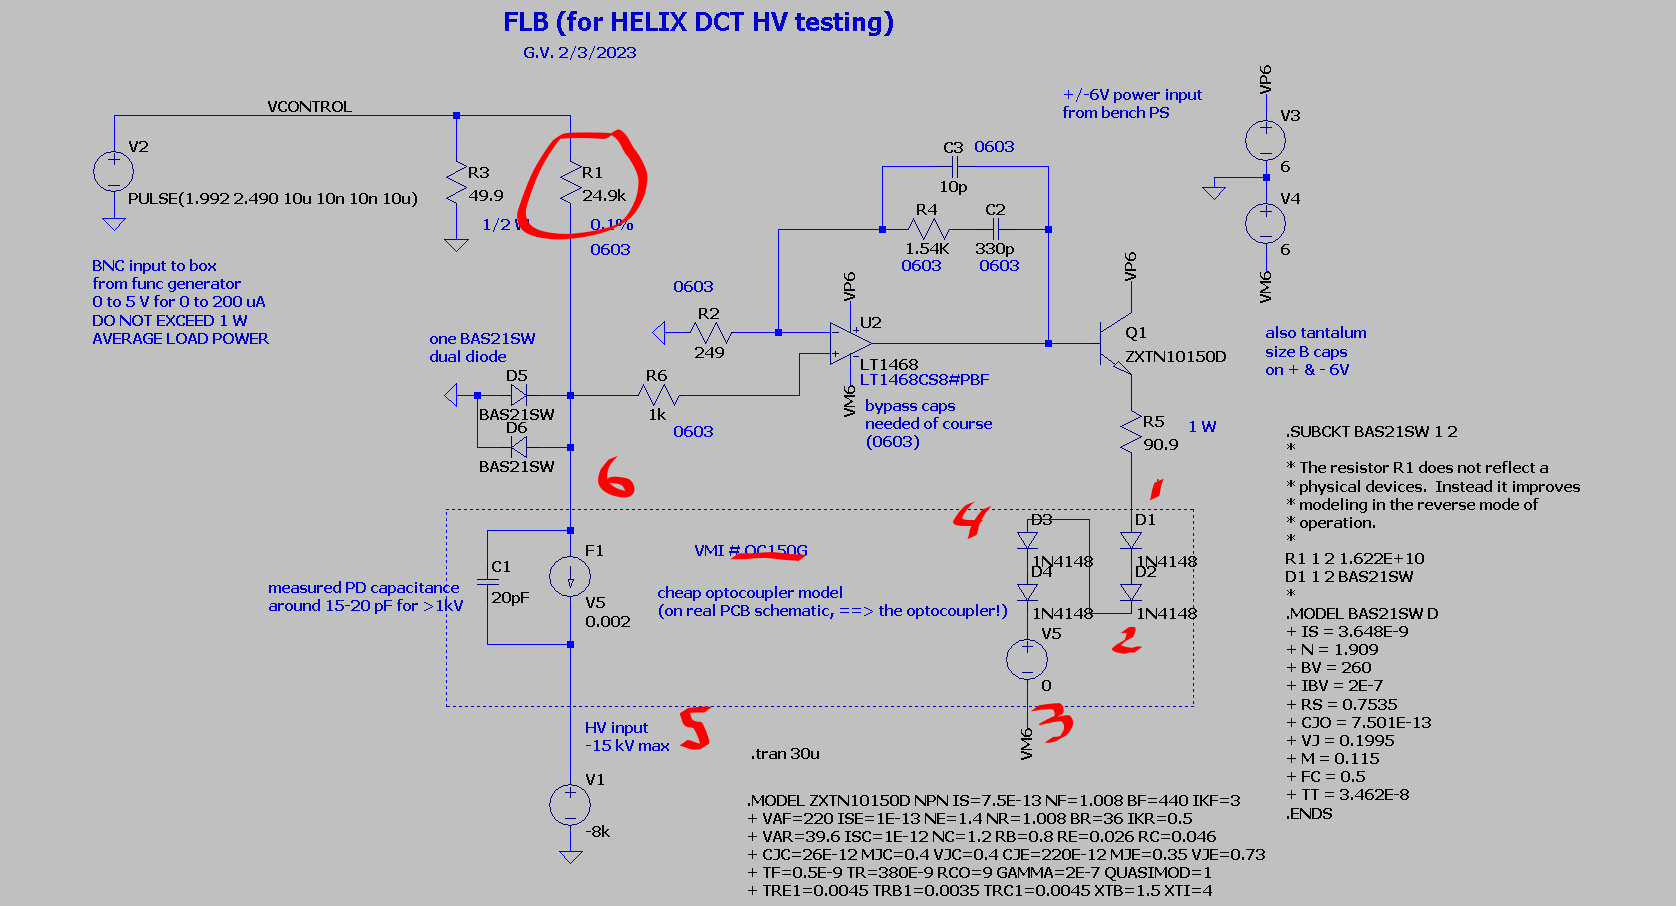 FLB (for HELIX DCT HV testing)
G.V. 2/3/2023
VCONTROL
V2
PULSE(1.992 2.490 10u 10n 10n 10u)
R3
49.9
1/2 W
R1
24.9k
0.1%
0603
BNC input to box
from func generator
0 to 5 V for 0 to 200 uA
DO NOT EXCEED 1 W
AVERAGE LOAD POWER
one BAS21SW
dual diode
D5
BAS21SW
D6
BAS21SW
R6
1k
0603
0603
R2
249
C3
0603
10p
R4
1.54K
0603
C2
330p
0603
VP6
U2
LT1468
LT1468CS8#PBF
VM6
bypass caps
needed of course
(0603)
+/-6V power input
from bench PS
VP6
V3
6
V4
6
VM6
also tantalum
size B caps
on + & - 6V
VP6
Q1
ZXTN10150D
R5
90.9
1 W
6
1
4
D3
1N4148
D4
1N4148
D1
1N4148
D2
1N4148
2
V5
0
3
VM6
VMI # OC150G
cheap optocoupler model
(on real PCB schematic, ==> the optocoupler!)
C1
20pF
F1
V5
0.002
measured PD capacitance
around 15-20 pF for >1kV
HV input
-15 kV max
5
V1
-8k
.tran 30u
.MODEL ZXTN10150D NPN IS=7.5E-13 NF=1.008 BF=440 IKF=3
+ VAF=220 ISE=1E-13 NE=1.4 NR=1.008 BR=36 IKR=0.5
+ VAR=39.6 ISC=1E-12 NC=1.2 RB=0.8 RE=0.026 RC=0.046
+ CJC=26E-12 MJC=0.4 VJC=0.4 CJE=220E-12 MJE=0.35 VJE=0.73
+ TF=0.5E-9 TR=380E-9 RCO=9 GAMMA=2E-7 QUASIMOD=1
+ TRE1=0.0045 TRB1=0.0035 TRC1=0.0045 XTB=1.5 XTI=4
.SUBCKT BAS21SW 1 2
*
* The resistor R1 does not reflect a
* physical devices.  Instead it improves
* modeling in the reverse mode of
* operation.
*
R1 1 2 1.622E+10
D1 1 2 BAS21SW
*
.MODEL BAS21SW D
+ IS = 3.648E-9
+ N = 1.909
+ BV = 260
+ IBV = 2E-7
+ RS = 0.7535
+ CJO = 7.501E-13
+ VJ = 0.1995
+ M = 0.115
+ FC = 0.5
+ TT = 3.462E-8
.ENDS